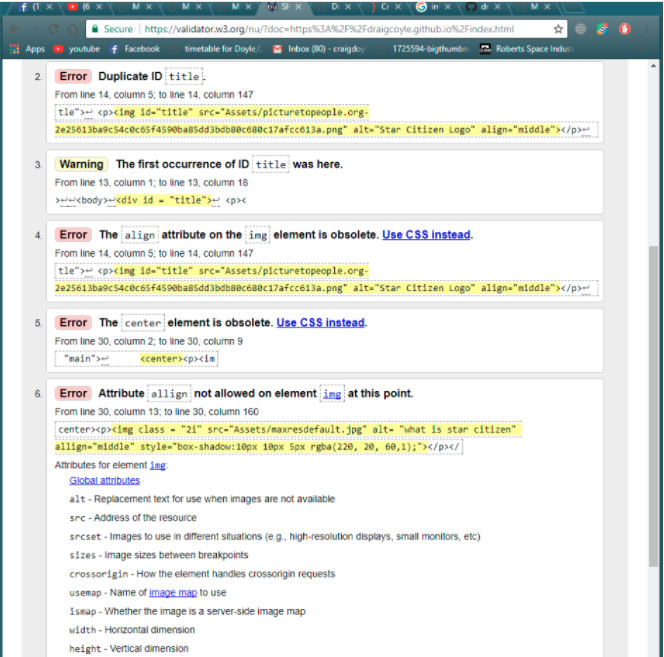 f (1 × (6 × M × M × M × SI × D: × } Ci × G in × di × M ×
Secure | https://validator.w3.org/nu/?doc=https%3A%2F%2Fdraigcoyle.github.io%2Findex.html
Apps youtube Facebook timetable for Doyle,C Inbox (80) - craigdoyl 1725594-bigthumbn Roberts Space Indust
2. Error Duplicate ID title.
From line 14, column 5; to line 14, column 147
tle">↩ <p><img id="title" src="Assets/picturetopeople.org-
2e25613ba9c54c0c65f4590ba85dd3bdb80c680c17afcc613a.png" alt="Star Citizen Logo" align="middle"></p>↩
3. Warning The first occurrence of ID title was here.
From line 13, column 1; to line 13, column 18
>↩↩<body>↩<div id = "title">↩ <p><
4. Error The align attribute on the img element is obsolete. Use CSS instead.
From line 14, column 5; to line 14, column 147
tle">↩ <p><img id="title" src="Assets/picturetopeople.org-
2e25613ba9c54c0c65f4590ba85dd3bdb80c680c17afcc613a.png" alt="Star Citizen Logo" align="middle"></p>↩
5. Error The center element is obsolete. Use CSS instead.
From line 30, column 2; to line 30, column 9
"main">↩ <center><p><im
6. Error Attribute allign not allowed on element img at this point.
From line 30, column 13; to line 30, column 160
center><p><img class = "2i" src="Assets/maxresdefault.jpg" alt= "what is star citizen"
allign="middle" style="box-shadow:10px 10px 5px rgba(220, 20, 60,1);"></p></
Attributes for element img:
Global attributes
alt - Replacement text for use when images are not available
src - Address of the resource
srcset - Images to use in different situations (e.g., high-resolution displays, small monitors, etc)
sizes - Image sizes between breakpoints
crossorigin - How the element handles crossorigin requests
usemap - Name of image map to use
ismap - Whether the image is a server-side image map
width - Horizontal dimension
height - Vertical dimension